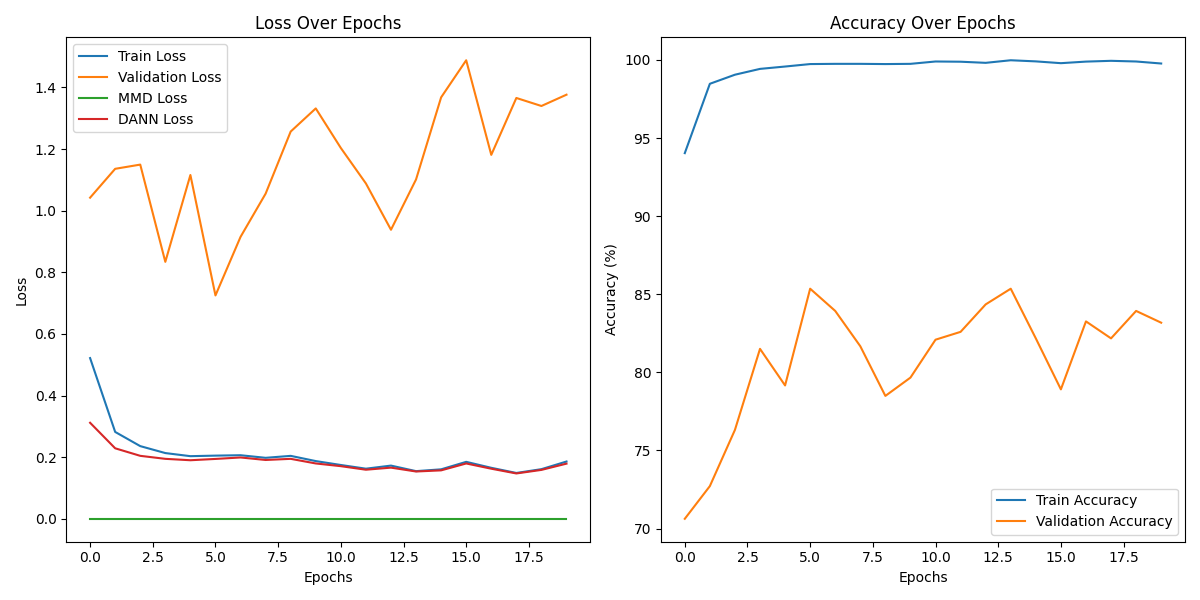 Loss Over Epochs
Train Loss
Validation Loss
MMD Loss
DANN Loss
1.4
1.2
1.0
0.8
0.6
0.4
0.2
0.0
Loss
0.0 2.5 5.0 7.5 10.0 12.5 15.0 17.5
Epochs
Accuracy Over Epochs
100
95
90
85
80
75
70
Accuracy (%)
Train Accuracy
Validation Accuracy
0.0 2.5 5.0 7.5 10.0 12.5 15.0 17.5
Epochs